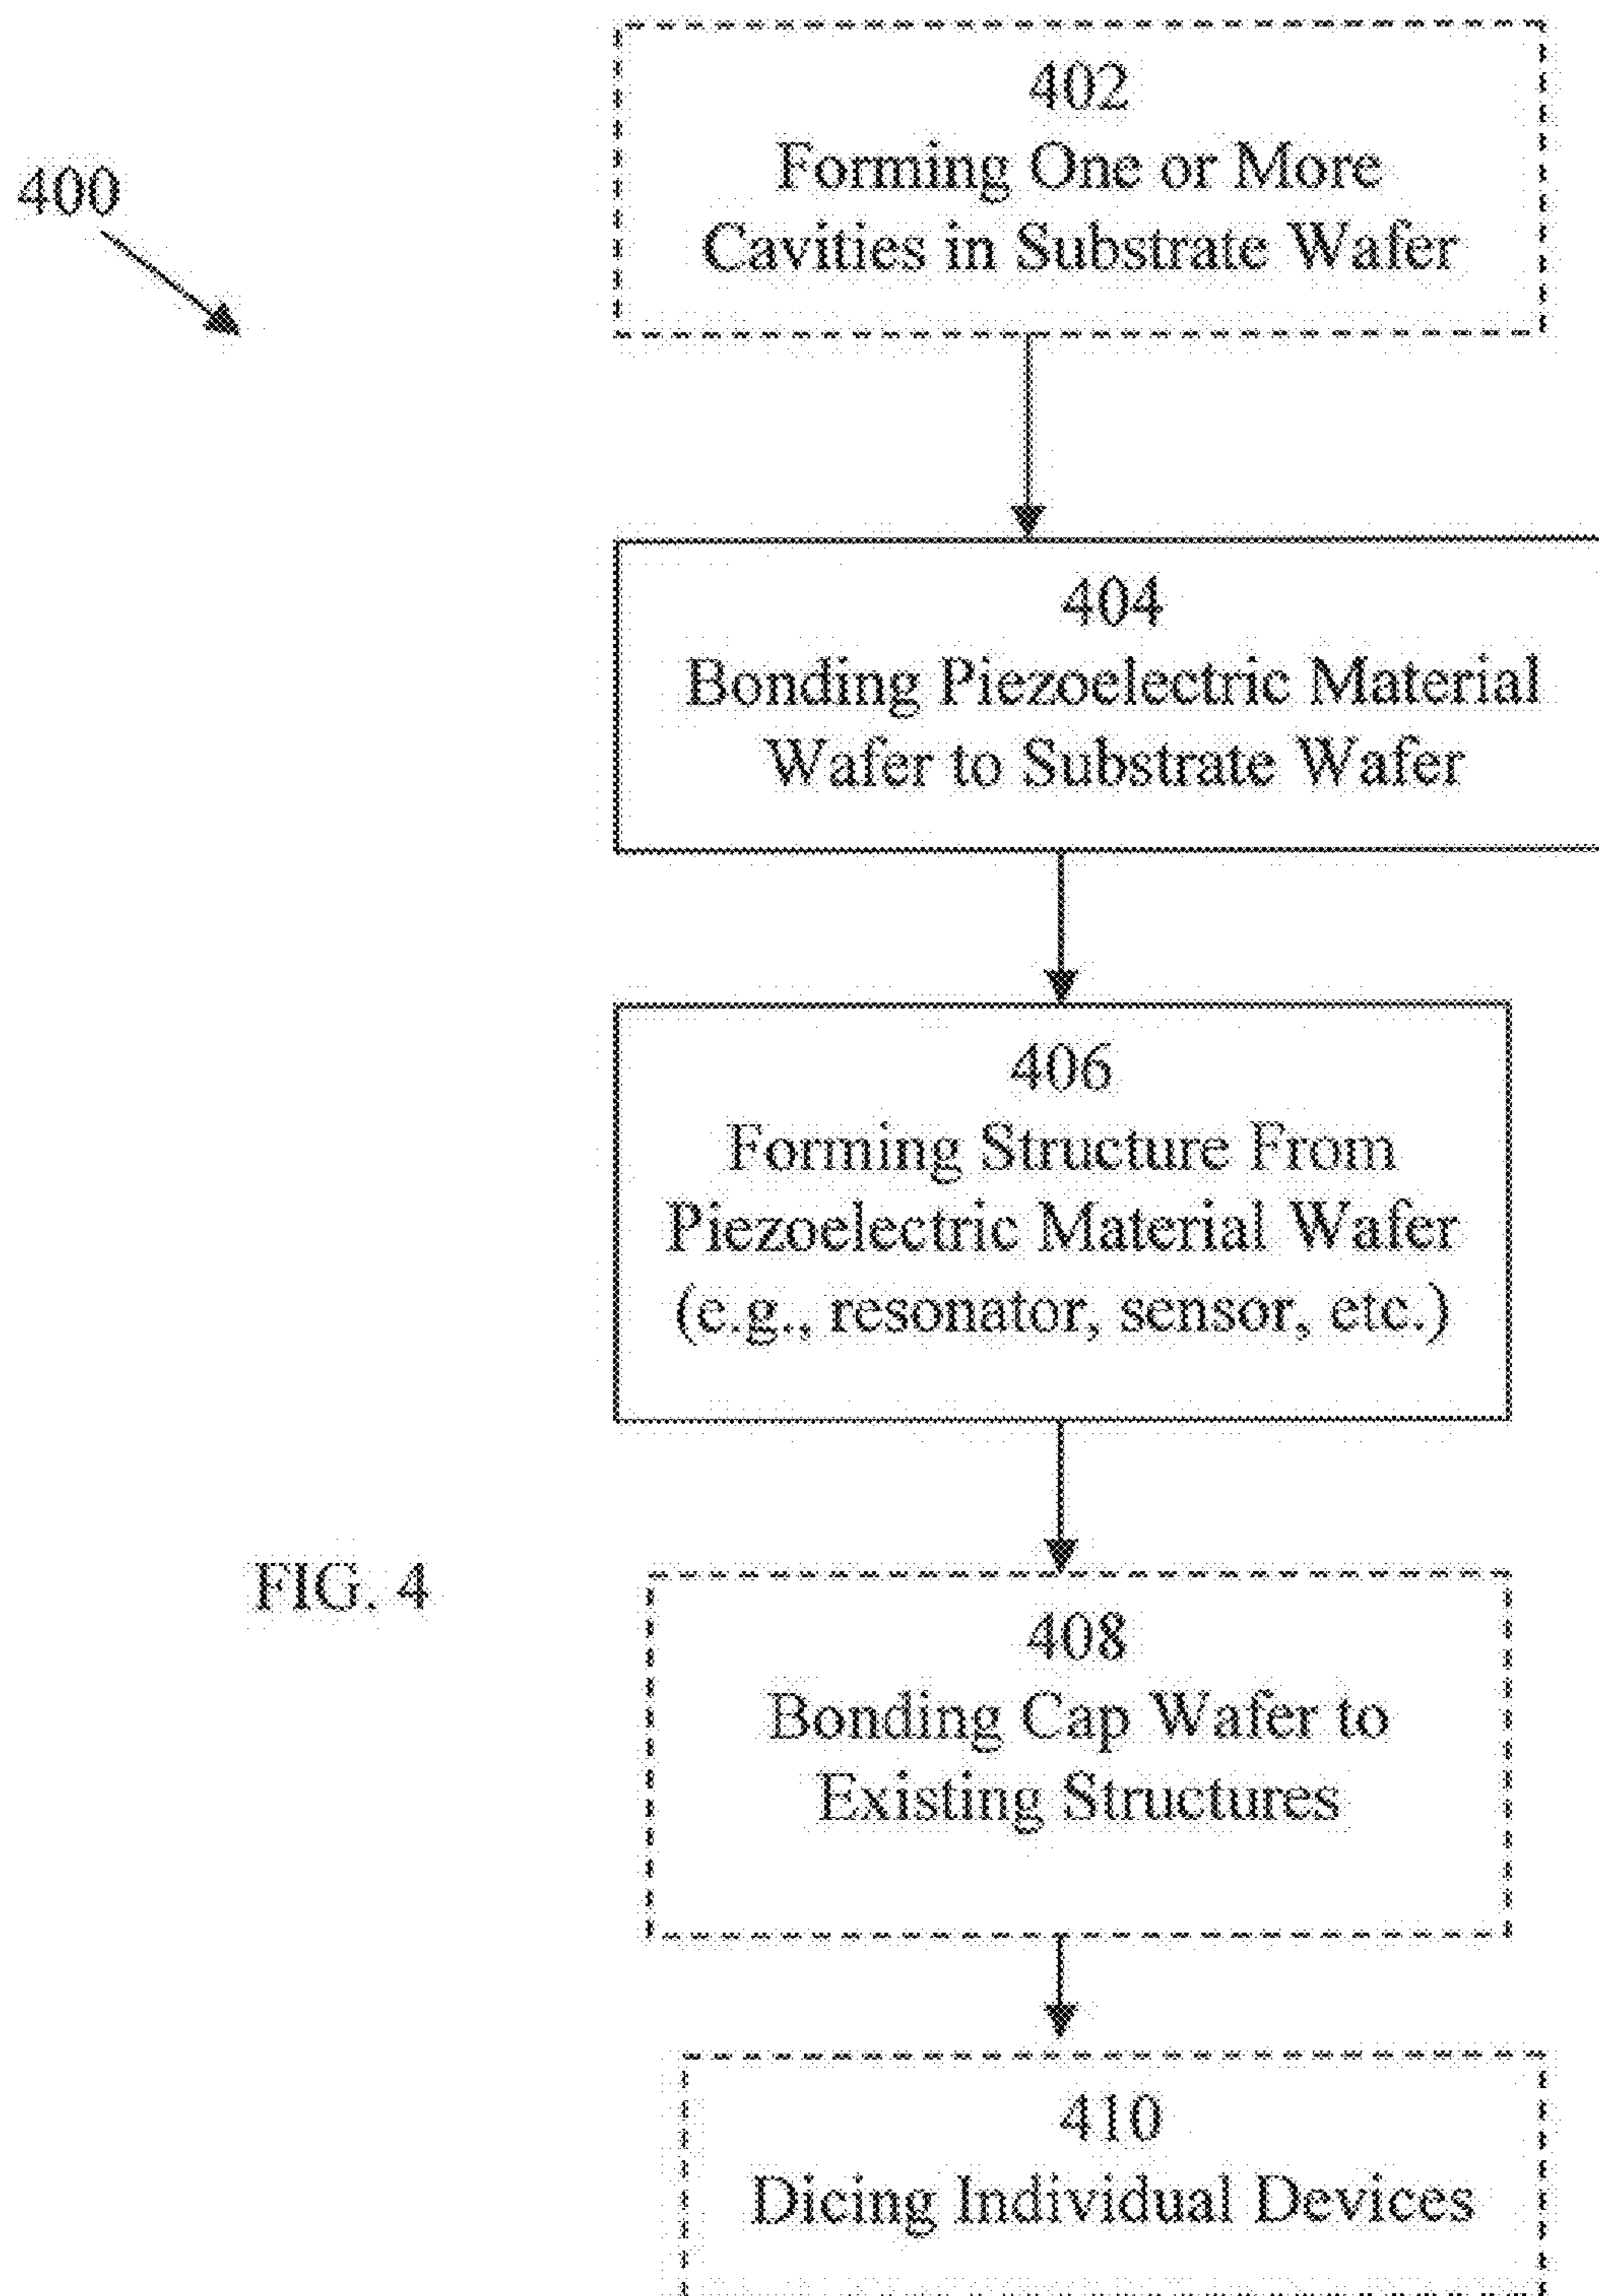 400
402
Forming One or More
Cavities in Substrate Wafer
404
Bonding Piezoelectric Material
Wafer to Substrate Wafer
406
Forming Structure From
Piezoelectric Material Wafer
(e.g., resonator, sensor, etc.)
FIG. 4
408
Bonding Cap Wafer to
Existing Structures
410
Dicing Individual Devices